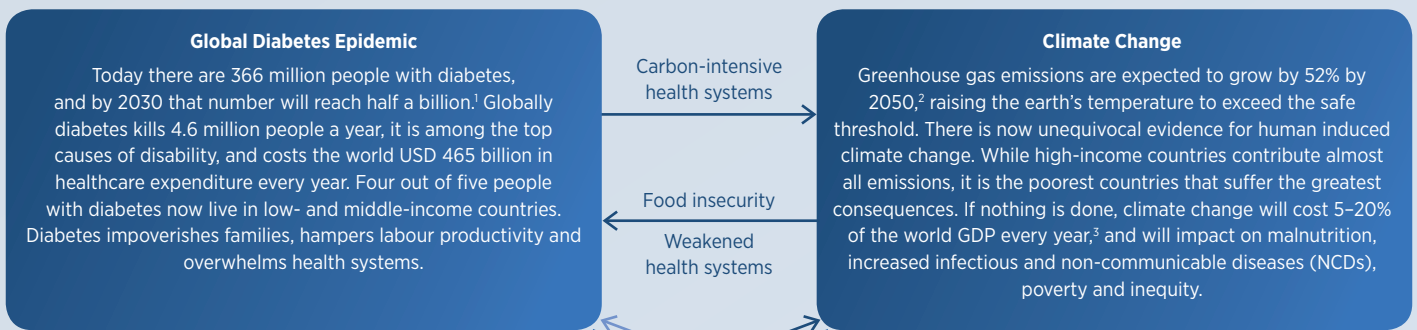 Global Diabetes Epidemic
Today there are 366 million people with diabetes,
and by 2030 that number will reach half a billion.¹ Globally
diabetes kills 4.6 million people a year, it is among the top
causes of disability, and costs the world USD 465 billion in
healthcare expenditure every year. Four out of five people
with diabetes now live in low- and middle-income countries.
Diabetes impoverishes families, hampers labour productivity and
overwhelms health systems.
Carbon-intensive
health systems
Food insecurity
Weakened
health systems
Climate Change
Greenhouse gas emissions are expected to grow by 52% by
2050,² raising the earth’s temperature to exceed the safe
threshold. There is now unequivocal evidence for human induced
climate change. While high-income countries contribute almost
all emissions, it is the poorest countries that suffer the greatest
consequences. If nothing is done, climate change will cost 5–20%
of the world GDP every year,³ and will impact on malnutrition,
increased infectious and non-communicable diseases (NCDs),
poverty and inequity.